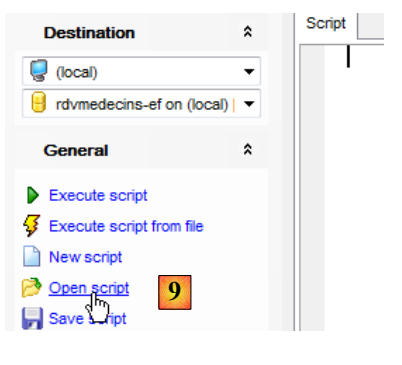 Destination
(local)
rdvmedecins-ef on (local) |
General
Execute script
Execute script from file
New script
Open script
9
Save script
Script